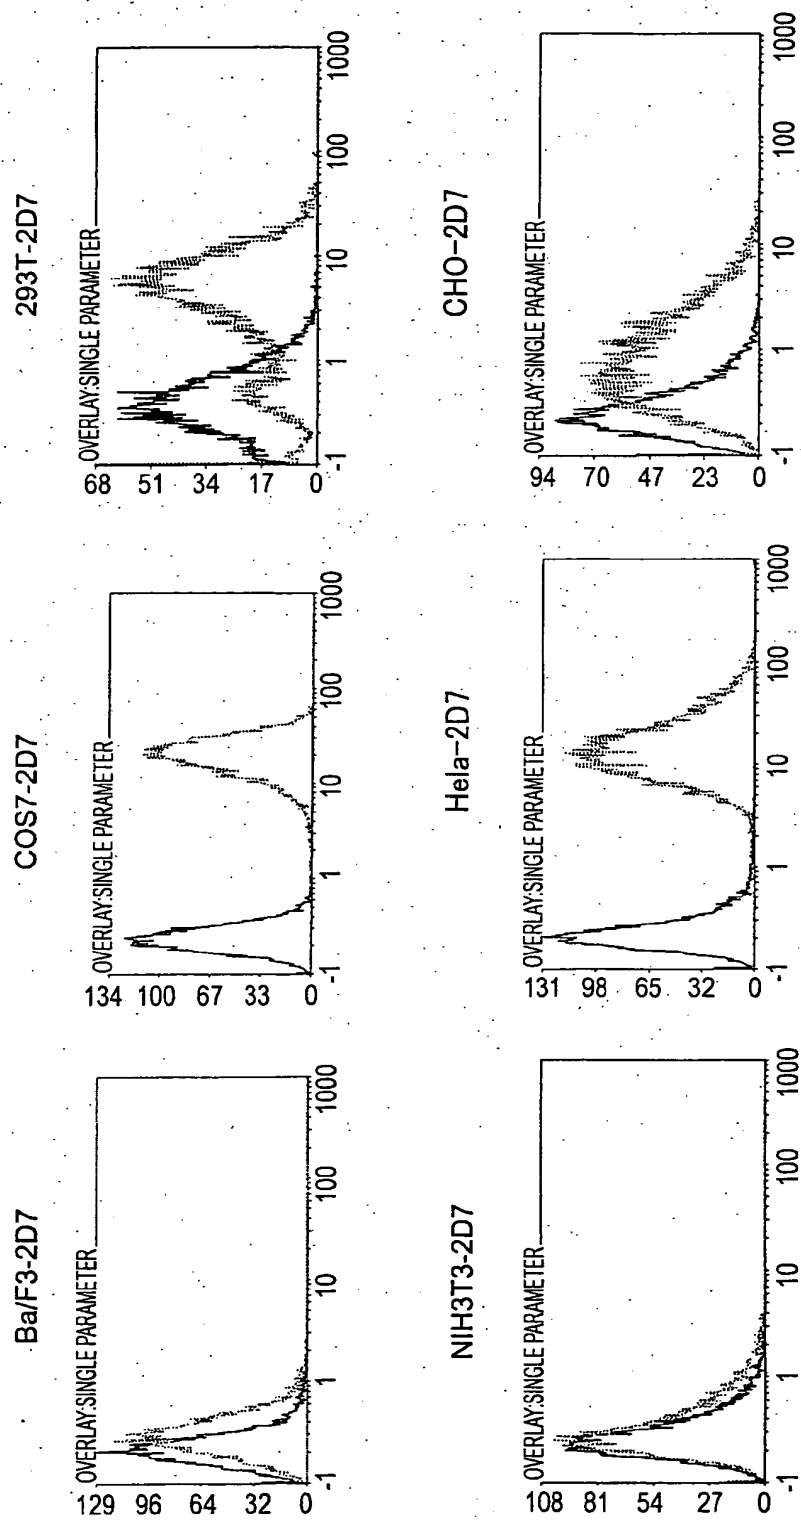 Ba/F3-2D7
OVERLAY:SINGLE PARAMETER
129 96 64 32 0
-1 1 10 100 1000
COS7-2D7
OVERLAY:SINGLE PARAMETER
134 100 67 33 0
-1 1 10 100 1000
293T-2D7
OVERLAY:SINGLE PARAMETER
68 51 34 17 0
-1 1 10 100 1000
NIH3T3-2D7
OVERLAY:SINGLE PARAMETER
108 81 54 27 0
-1 1 10 100 1000
Hela-2D7
OVERLAY:SINGLE PARAMETER
131 98 65 32 0
-1 1 10 100 1000
CHO-2D7
OVERLAY:SINGLE PARAMETER
94 70 47 23 0
-1 1 10 100 1000